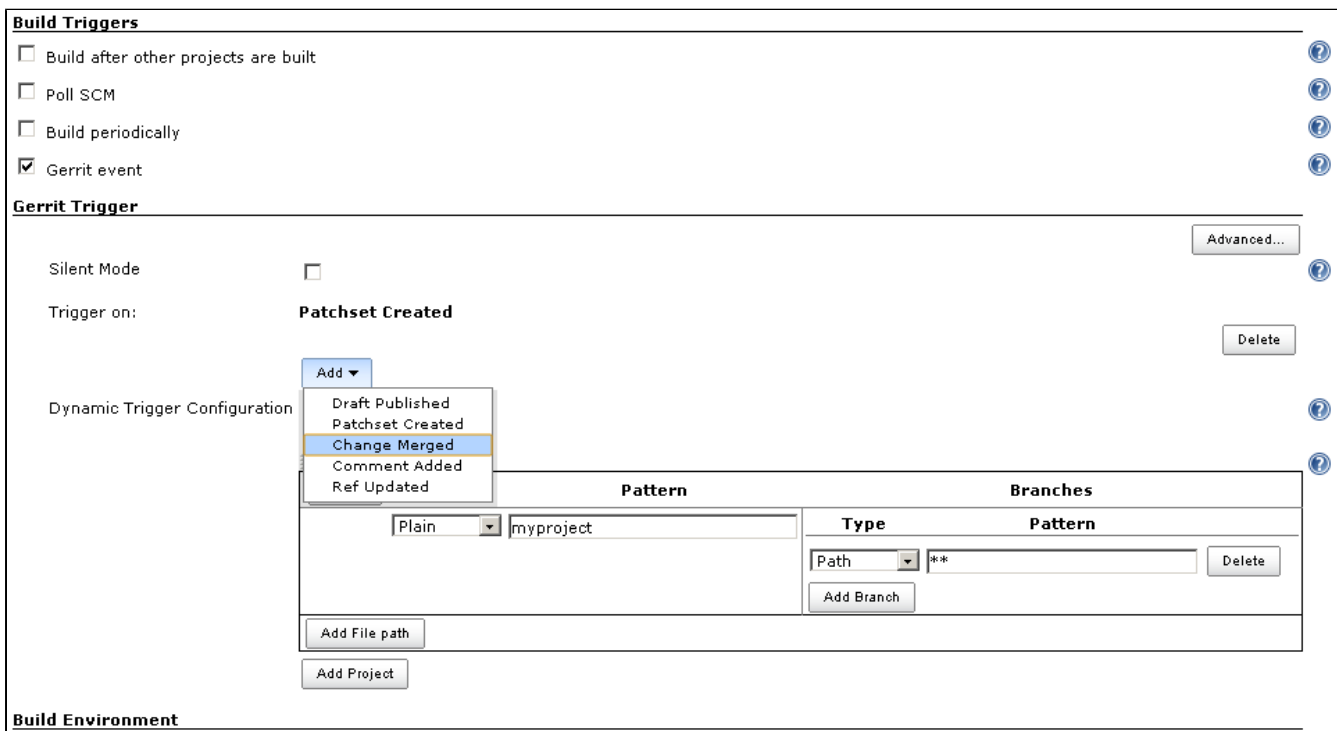 Build Triggers
Build after other projects are built
Poll SCM
Build periodically
Gerrit event
Gerrit Trigger
Advanced...
Silent Mode
Trigger on: Patchset Created
Delete
Add
Dynamic Trigger Configuration
Draft Published
Patchset Created
Change Merged
Comment Added
Ref Updated
Pattern Branches
Plain myproject
Type Pattern
Path ** Delete
Add Branch
Add File path
Add Project
Build Environment